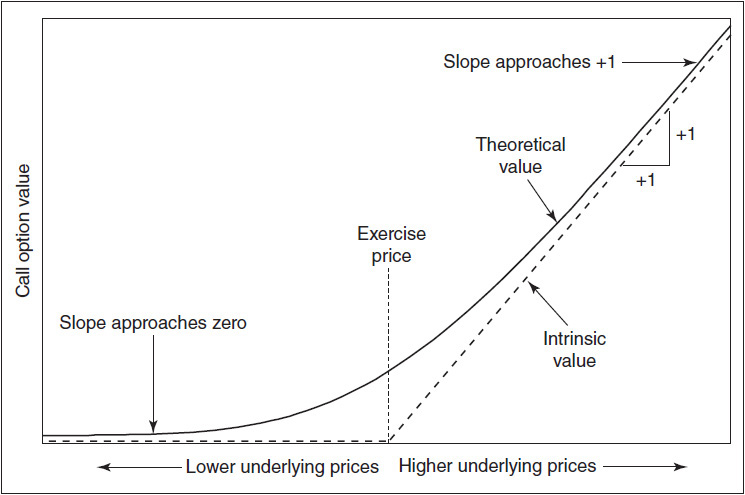 Slope approaches +1
+1
+1
Theoretical
value
Exercise
price
Call option value
Slope approaches zero
Intrinsic
value
Lower underlying prices
Higher underlying prices